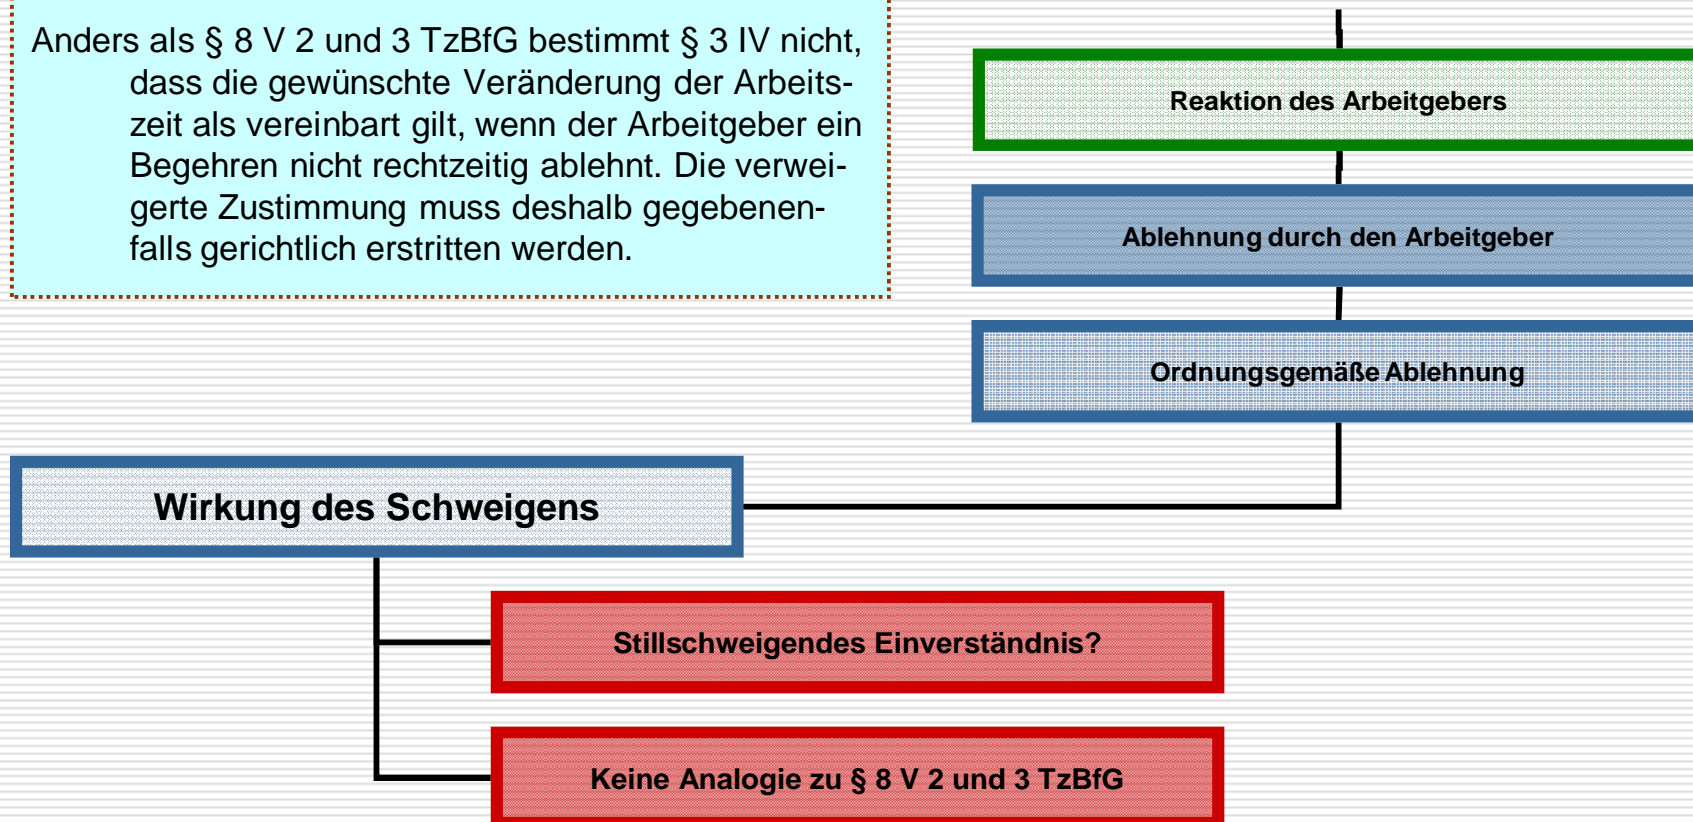 Anders als § 8 V 2 und 3 TzBfG bestimmt § 3 IV nicht,
dass die gewünschte Veränderung der Arbeits-
zeit als vereinbart gilt, wenn der Arbeitgeber ein
Begehren nicht rechtzeitig ablehnt. Die verwei-
gerte Zustimmung muss deshalb gegebenen-
falls gerichtlich erstritten werden.
Reaktion des Arbeitgebers
Ablehnung durch den Arbeitgeber
Ordnungsgemäße Ablehnung
Wirkung des Schweigens
Stillschweigendes Einverständnis?
Keine Analogie zu § 8 V 2 und 3 TzBfG